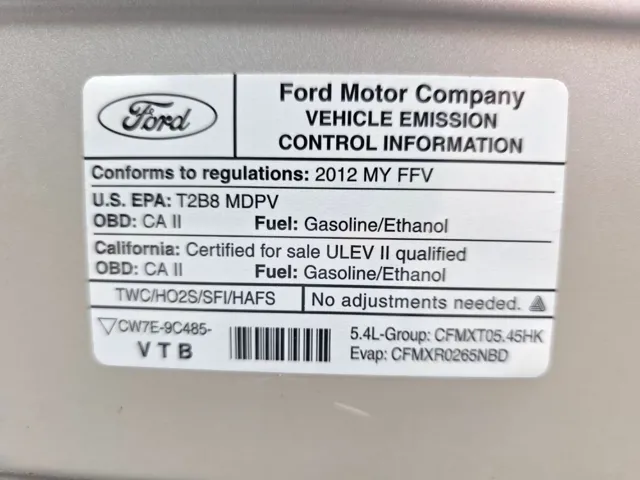 Ford
Ford Motor Company
VEHICLE EMISSION
CONTROL INFORMATION
Conforms to regulations: 2012 MY FFV
U.S. EPA: T2B8 MDPV
OBD: CA II Fuel: Gasoline/Ethanol
California: Certified for sale ULEV II qualified
OBD: CA II Fuel: Gasoline/Ethanol
TWC/HO2S/SFI/HAFS No adjustments needed.
CW7E-9C485-
VTB
5.4L-Group: CFMXT05.45HK
Evap: CFMXR0265NBD